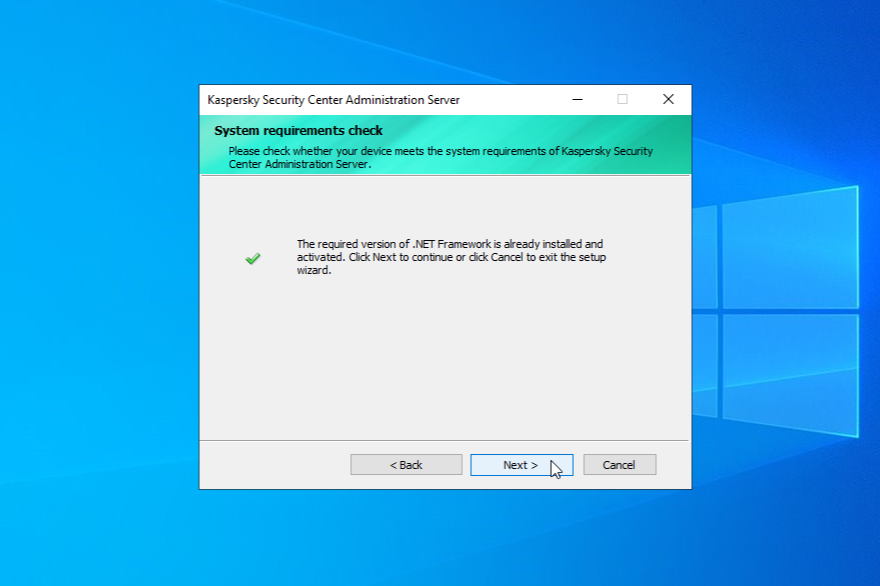 Kaspersky Security Center Administration Server
System requirements check
Please check whether your device meets the system requirements of Kaspersky Security
Center Administration Server.
The required version of .NET Framework is already installed and
activated. Click Next to continue or click Cancel to exit the setup
wizard.
< Back
Next >
Cancel